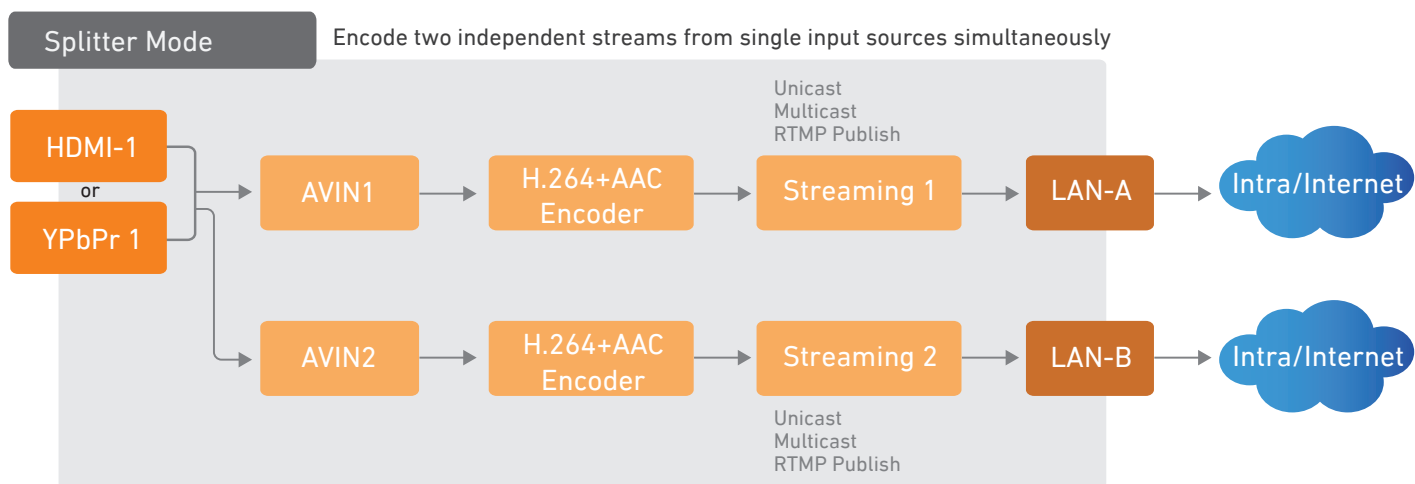 Splitter Mode
Encode two independent streams from single input sources simultaneously
Unicast
Multicast
RTMP Publish
HDMI-1
or
YPbPr 1
AVIN1
H.264+AAC
Encoder
Streaming 1
LAN-A
Intra/Internet
AVIN2
H.264+AAC
Encoder
Streaming 2
LAN-B
Intra/Internet
Unicast
Multicast
RTMP Publish